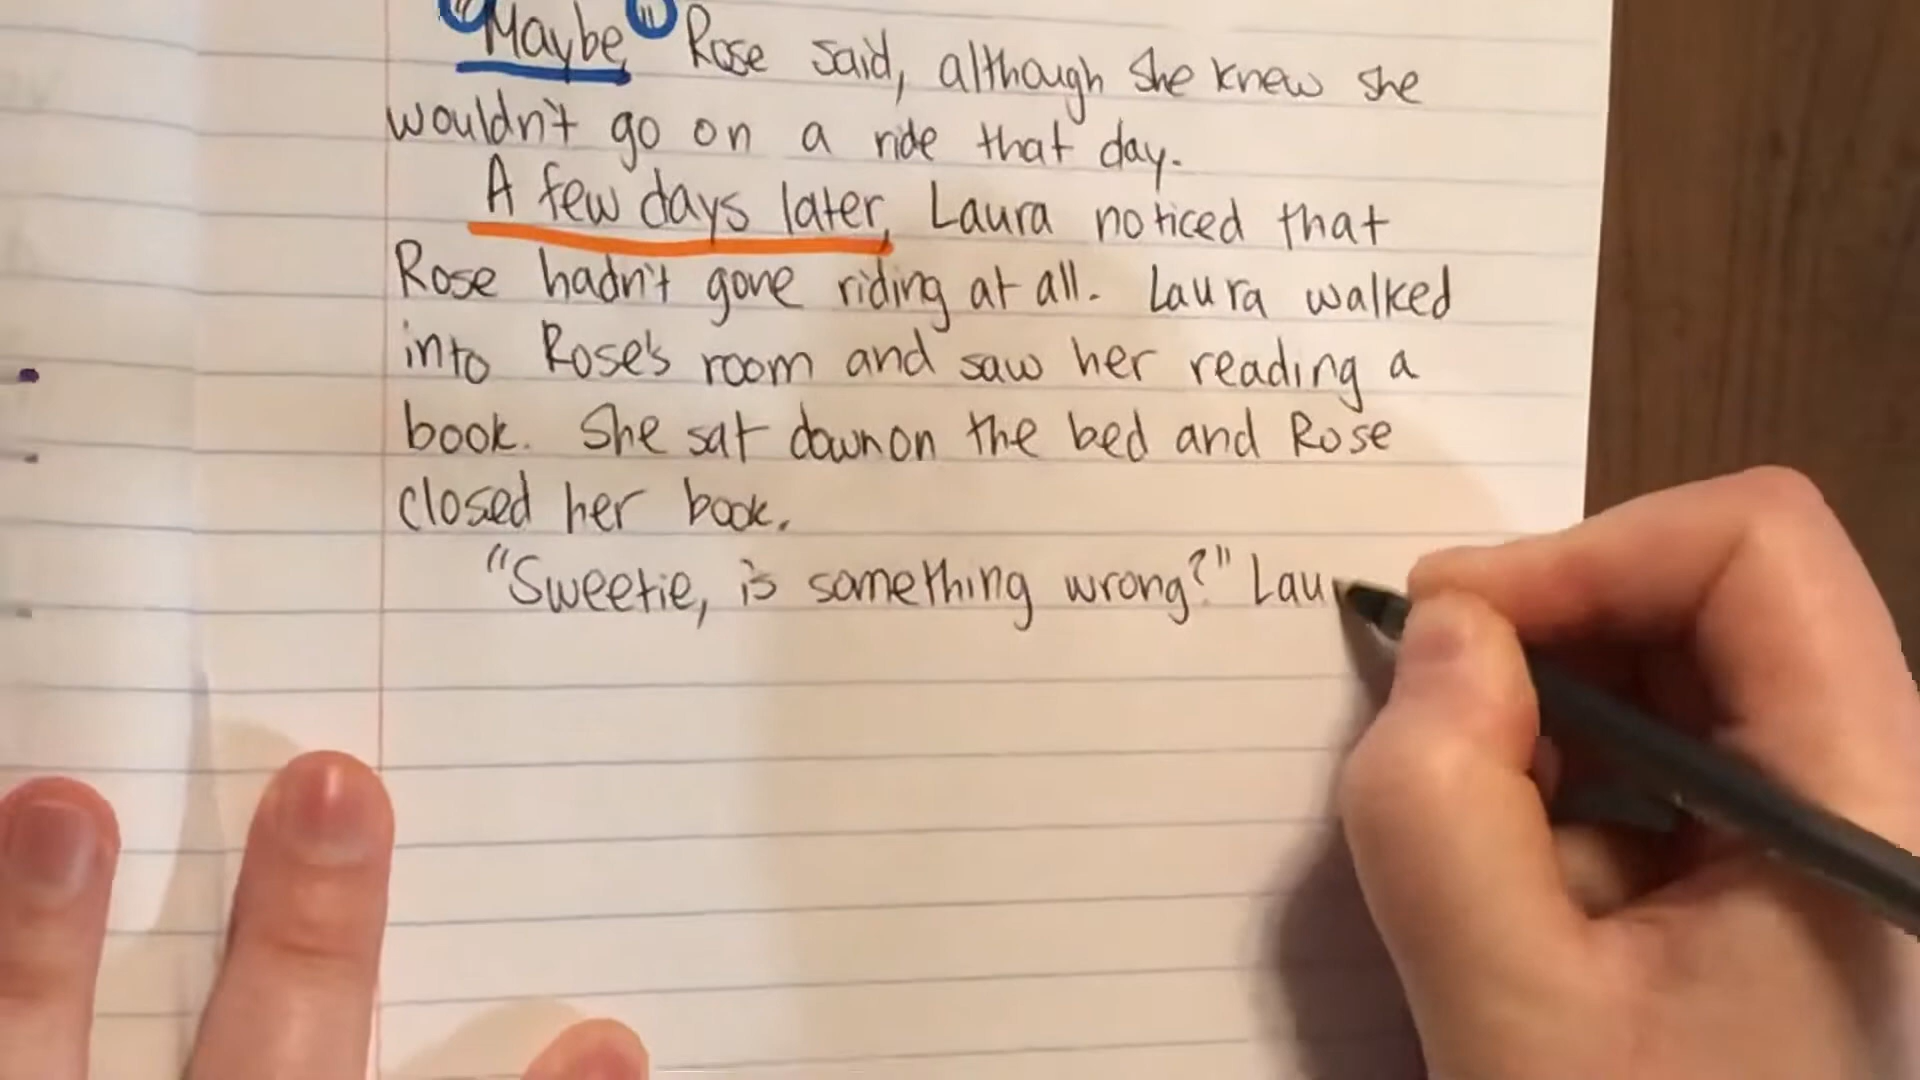 "Maybe," Rose said, although she knew she
wouldn't go on a ride that day.
A few days later, Laura noticed that
Rose hadn't gone riding at all. Laura walked
into Rose's room and saw her reading a
book. She sat down on the bed and Rose
closed her book.
"Sweetie, is something wrong?" Lau